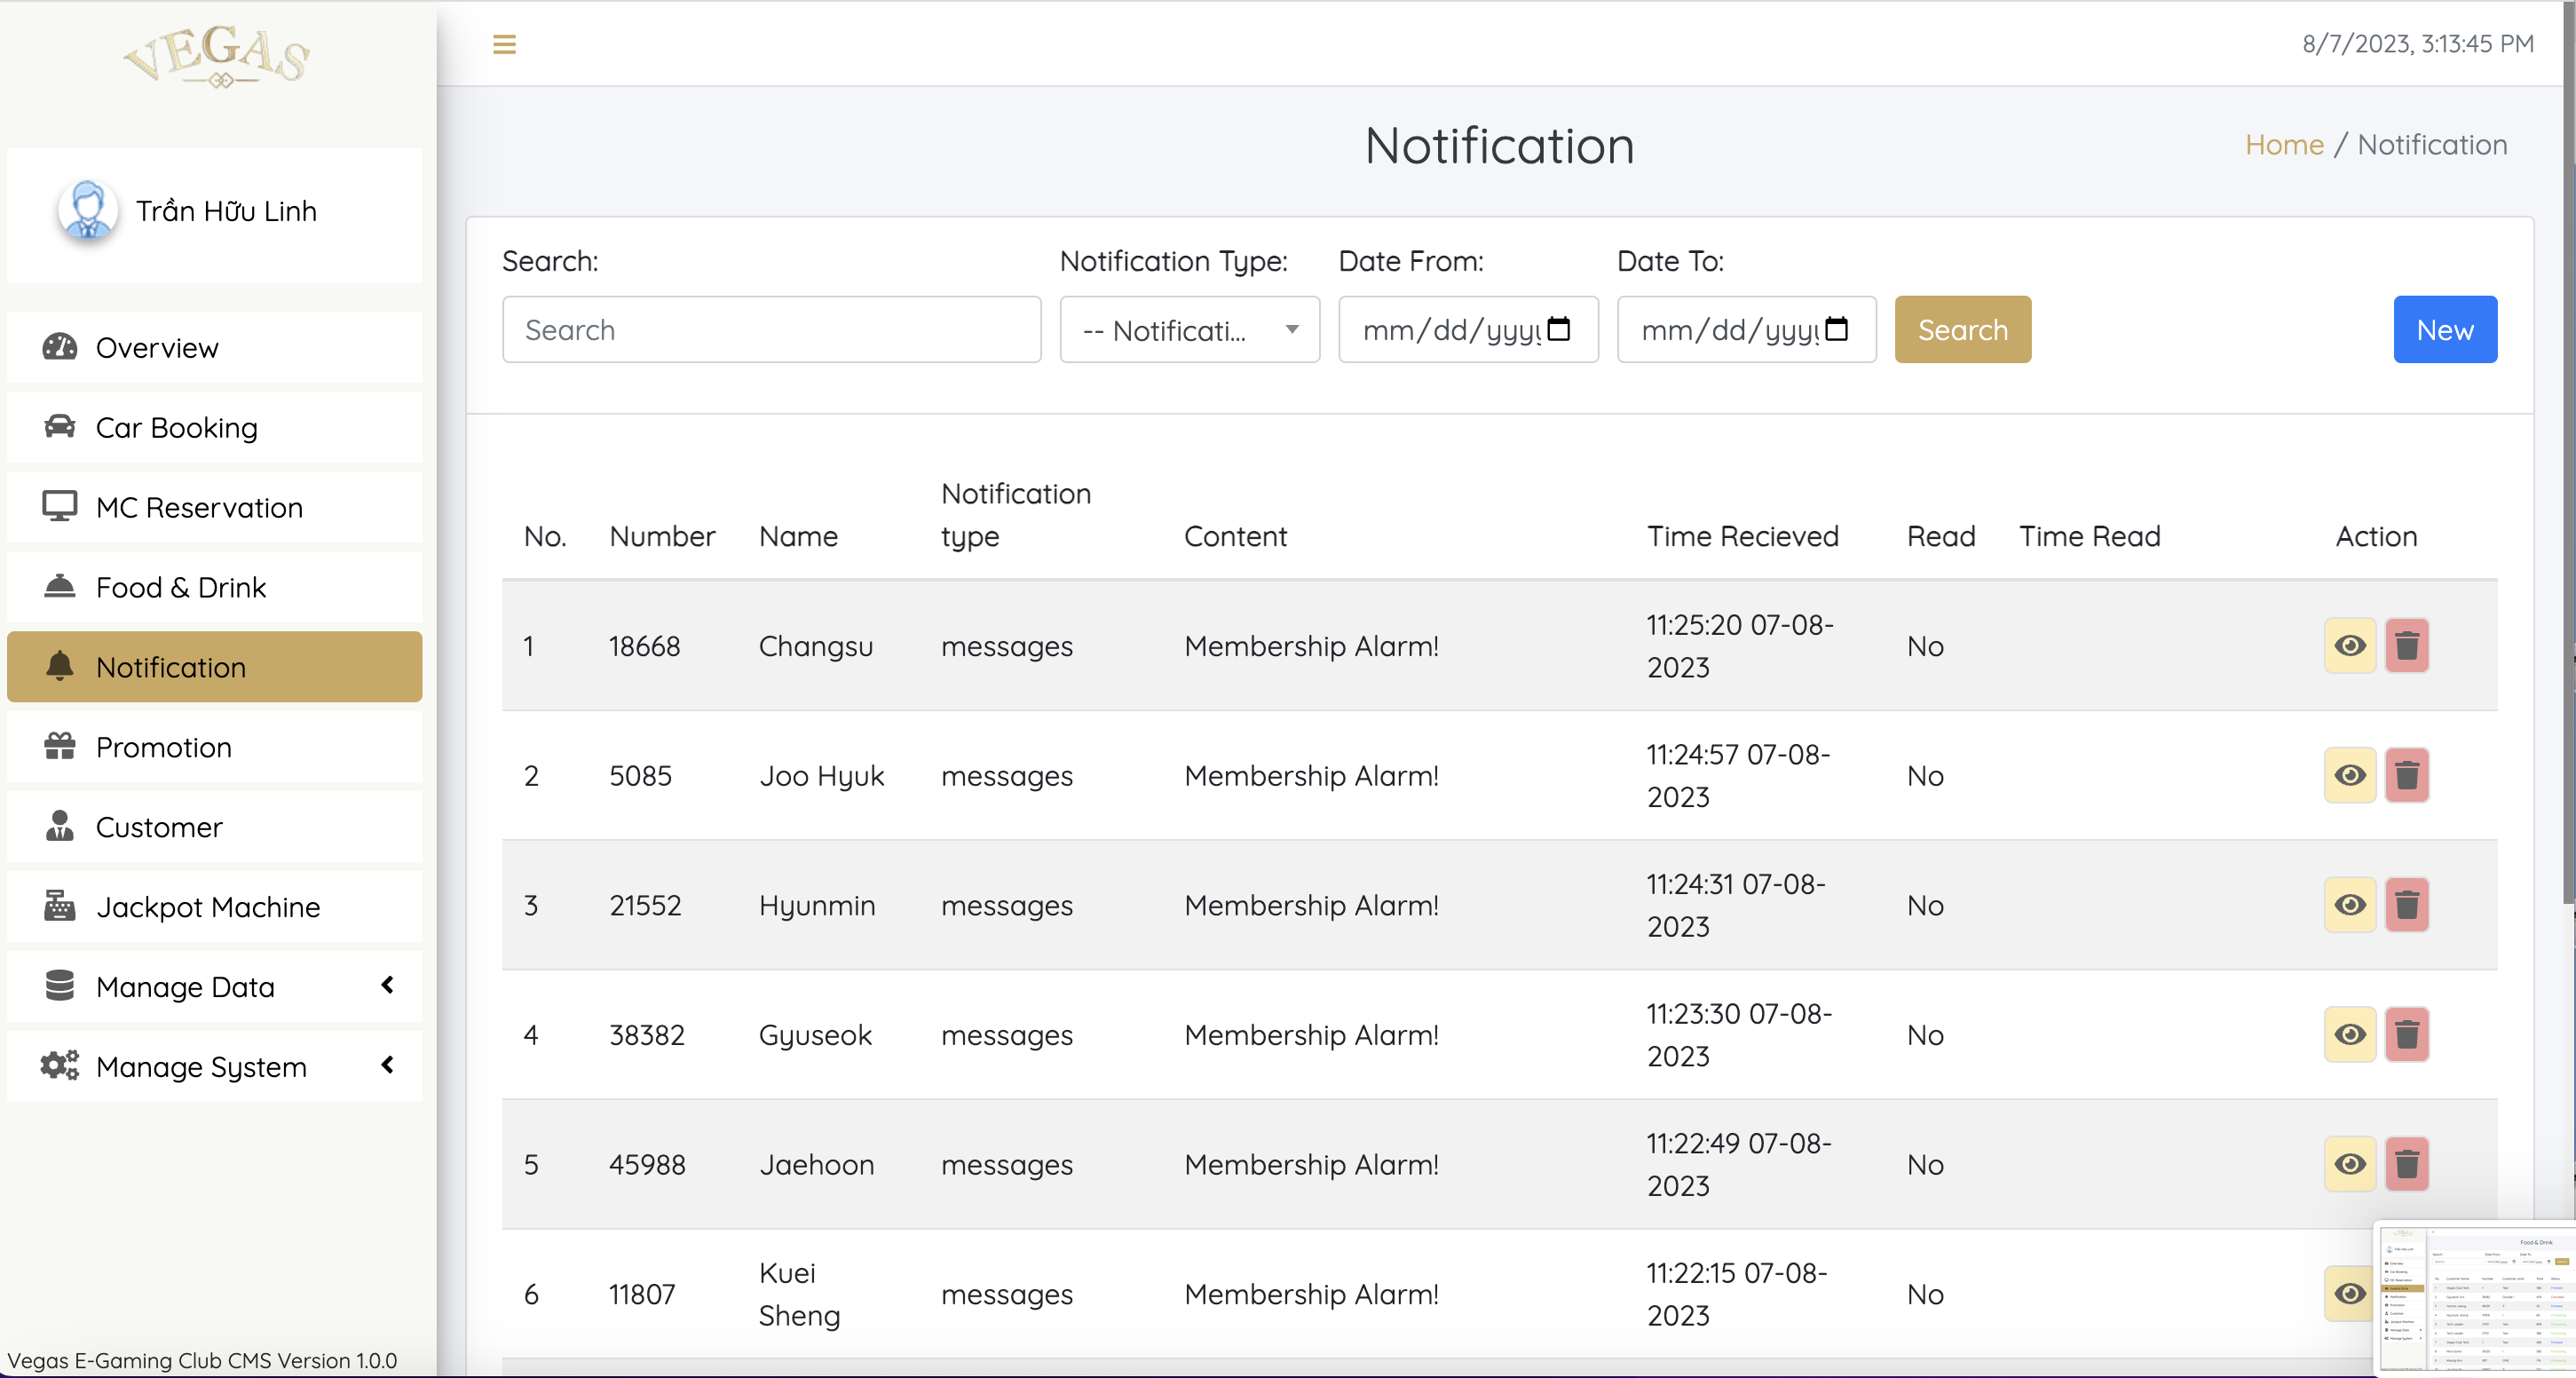 VEGAS
8/7/2023, 3:13:45 PM
Trần Hữu Linh
Overview
Car Booking
MC Reservation
Food & Drink
Notification
Promotion
Customer
Jackpot Machine
Manage Data
Manage System
Vegas E-Gaming Club CMS Version 1.0.0
Notification
Home / Notification
Search: Notification Type: Date From: Date To:
Search -- Notificati... mm/dd/yyyy mm/dd/yyyy Search New
No. Number Name Notification type Content Time Recieved Read Time Read Action
1 18668 Changsu messages Membership Alarm! 11:25:20 07-08-2023 No
2 5085 Joo Hyuk messages Membership Alarm! 11:24:57 07-08-2023 No
3 21552 Hyunmin messages Membership Alarm! 11:24:31 07-08-2023 No
4 38382 Gyuseok messages Membership Alarm! 11:23:30 07-08-2023 No
5 45988 Jaehoon messages Membership Alarm! 11:22:49 07-08-2023 No
6 11807 Kuei Sheng messages Membership Alarm! 11:22:15 07-08-2023 No
Food & Drink